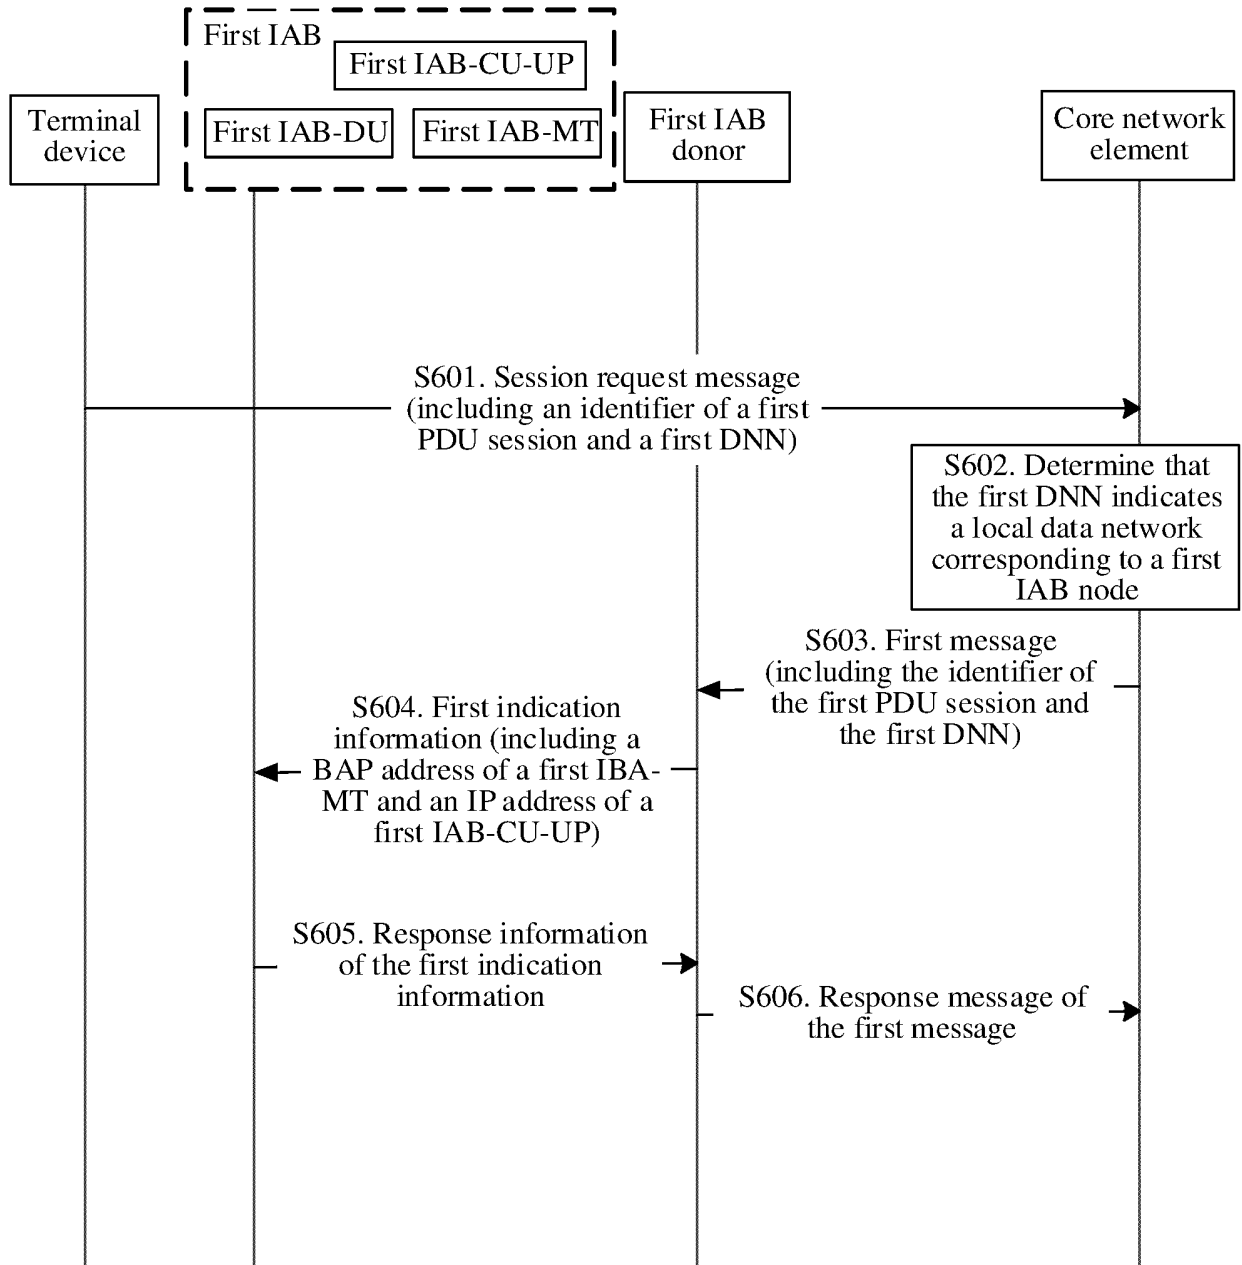 First IAB
First IAB-CU-UP
Terminal
device
First IAB-DU
First IAB-MT
First IAB
donor
Core network
element
S601. Session request message
(including an identifier of a first
PDU session and a first DNN)
S602. Determine that
the first DNN indicates
a local data network
corresponding to a first
IAB node
S603. First message
(including the identifier of
the first PDU session and
the first DNN)
S604. First indication
information (including a
BAP address of a first IBA-
MT and an IP address of a
first IAB-CU-UP)
S605. Response information
of the first indication
information
S606. Response message of
the first message